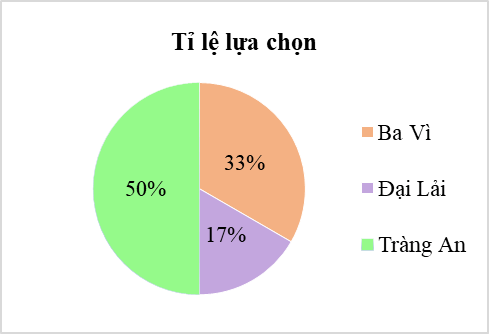 Tỉ lệ lựa chọn
33%
50%
17%
Ba Vì
Đại Lải
Tràng An